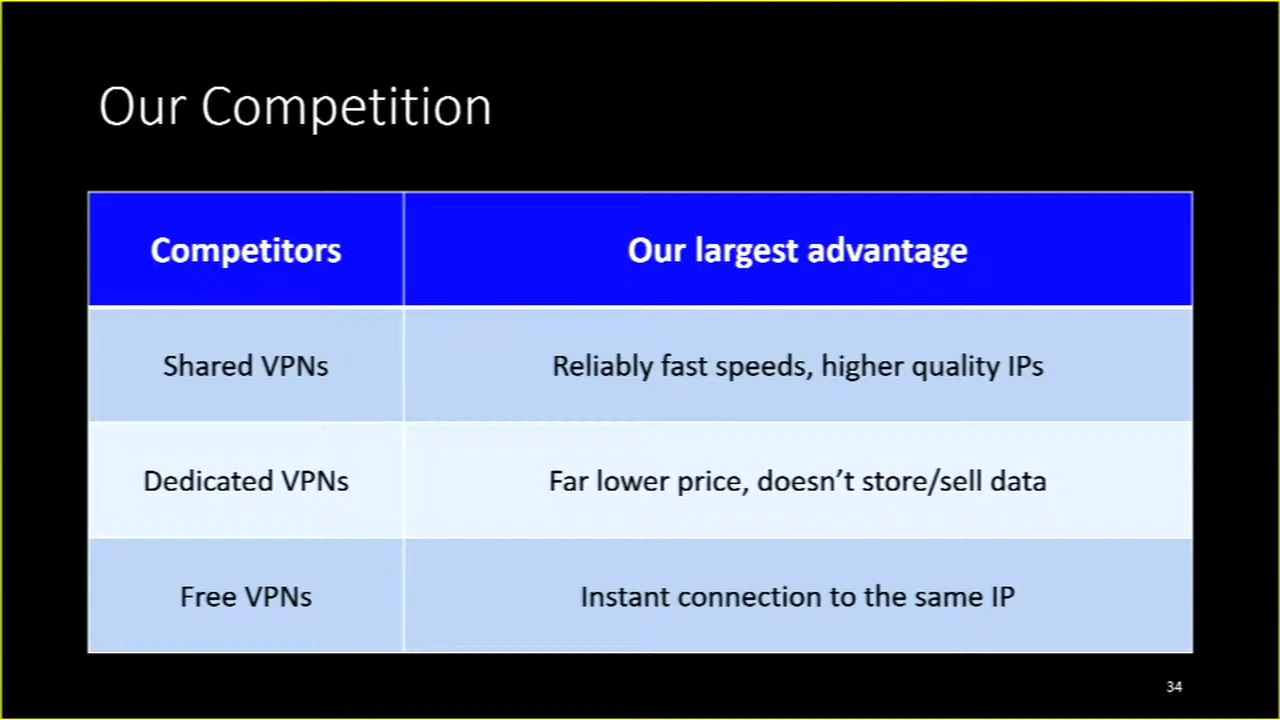 Our Competition
Competitors
Our largest advantage
Shared VPNs
Reliably fast speeds, higher quality IPs
Dedicated VPNs
Far lower price, doesn’t store/sell data
Free VPNs
Instant connection to the same IP
34